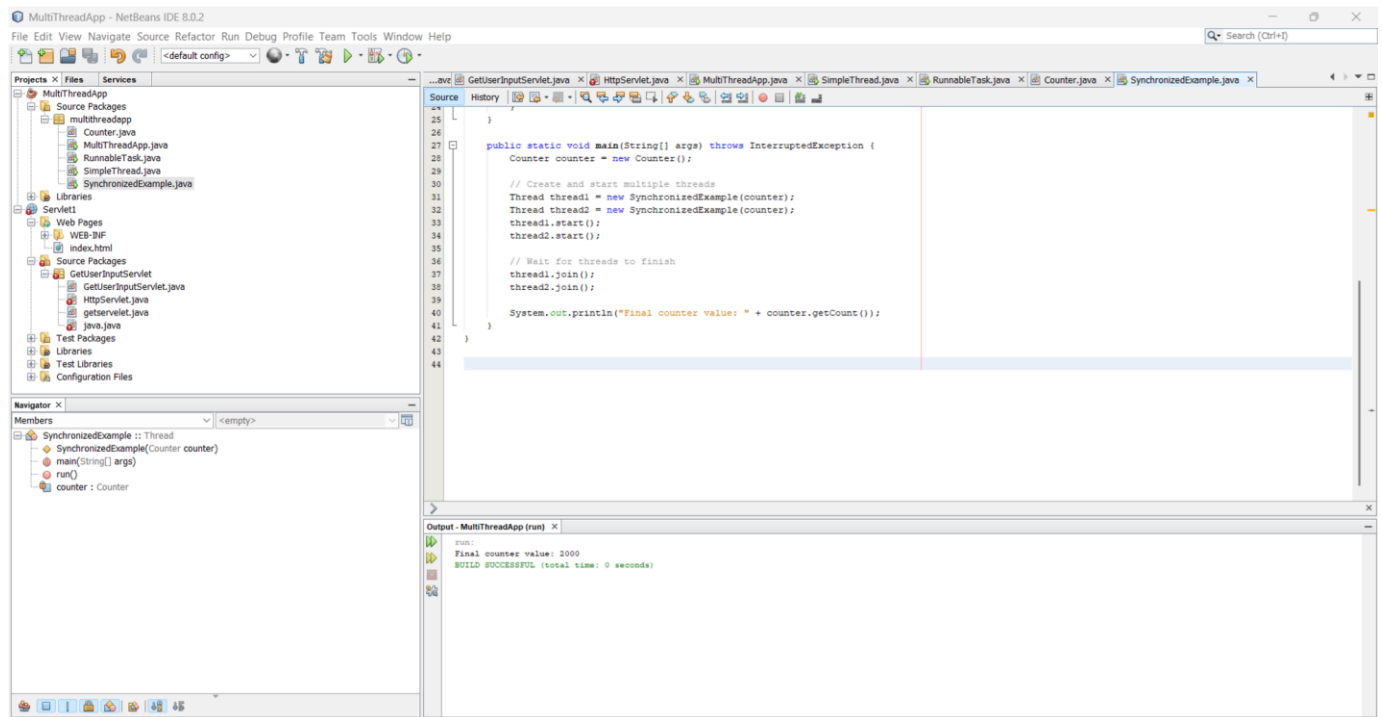 MultiThreadApp - NetBeans IDE 8.0.2
File Edit View Navigate Source Refactor Run Debug Profile Team Tools Window Help
Search (Ctrl+I)
<default config>
Projects Files Services
MultiThreadApp
Source Packages
multithreadapp
Counter.java
MultiThreadApp.java
RunnableTask.java
SimpleThread.java
SynchronizedExample.java
Libraries
Servlet1
Web Pages
WEB-INF
index.html
Source Packages
GetUserInputServlet
GetUserInputServlet.java
HttpServlet.java
getservelet.java
java.java
Test Packages
Libraries
Test Libraries
Configuration Files
Navigator
Members <empty>
SynchronizedExample :: Thread
SynchronizedExample(Counter counter)
main(String[] args)
run()
counter : Counter
...ava GetUserInputServlet.java HttpServlet.java MultiThreadApp.java SimpleThread.java RunnableTask.java Counter.java SynchronizedExample.java
Source History
24 }
25 }
26
27 public static void main(String[] args) throws InterruptedException {
28 Counter counter = new Counter();
29
30 // Create and start multiple threads
31 Thread thread1 = new SynchronizedExample(counter);
32 Thread thread2 = new SynchronizedExample(counter);
33 thread1.start();
34 thread2.start();
35
36 // Wait for threads to finish
37 thread1.join();
38 thread2.join();
39
40 System.out.println("Final counter value: " + counter.getCount());
41 }
42 }
43
44
Output - MultiThreadApp (run)
run:
Final counter value: 2000
BUILD SUCCESSFUL (total time: 0 seconds)